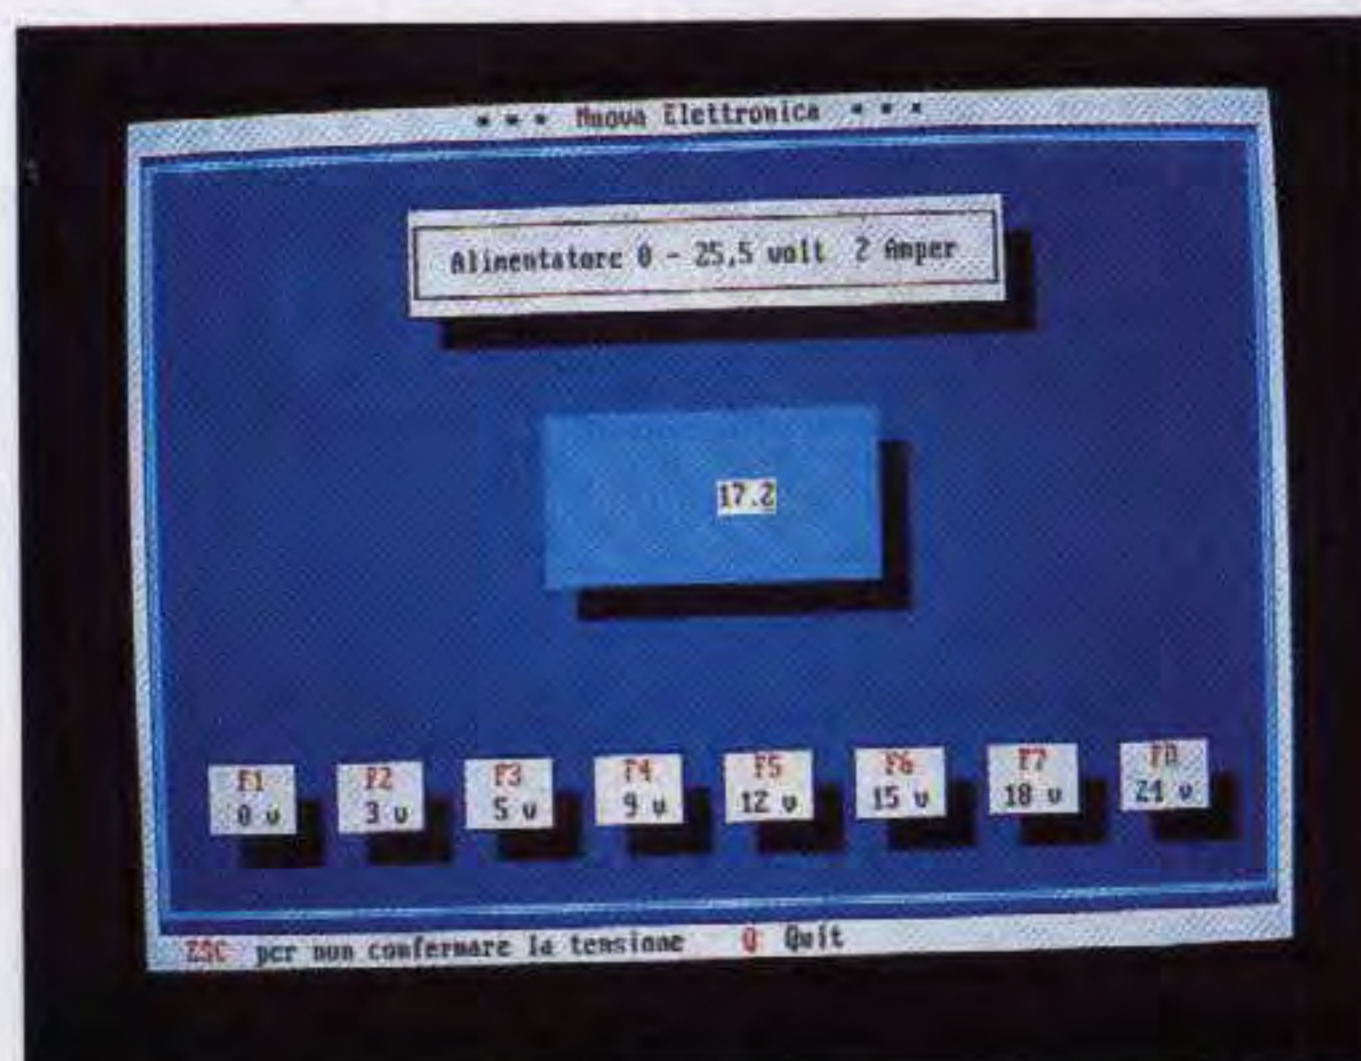 * * * Nuova Elettronica * * *
Alimentatore 0 - 25,5 volt 2 Amper
17.2
F1 F2 F3 F4 F5 F6 F7 F8
0 v 3 v 5 v 9 v 12 v 15 v 18 v 21 v
ESC per non confermare la tensione Q Quit